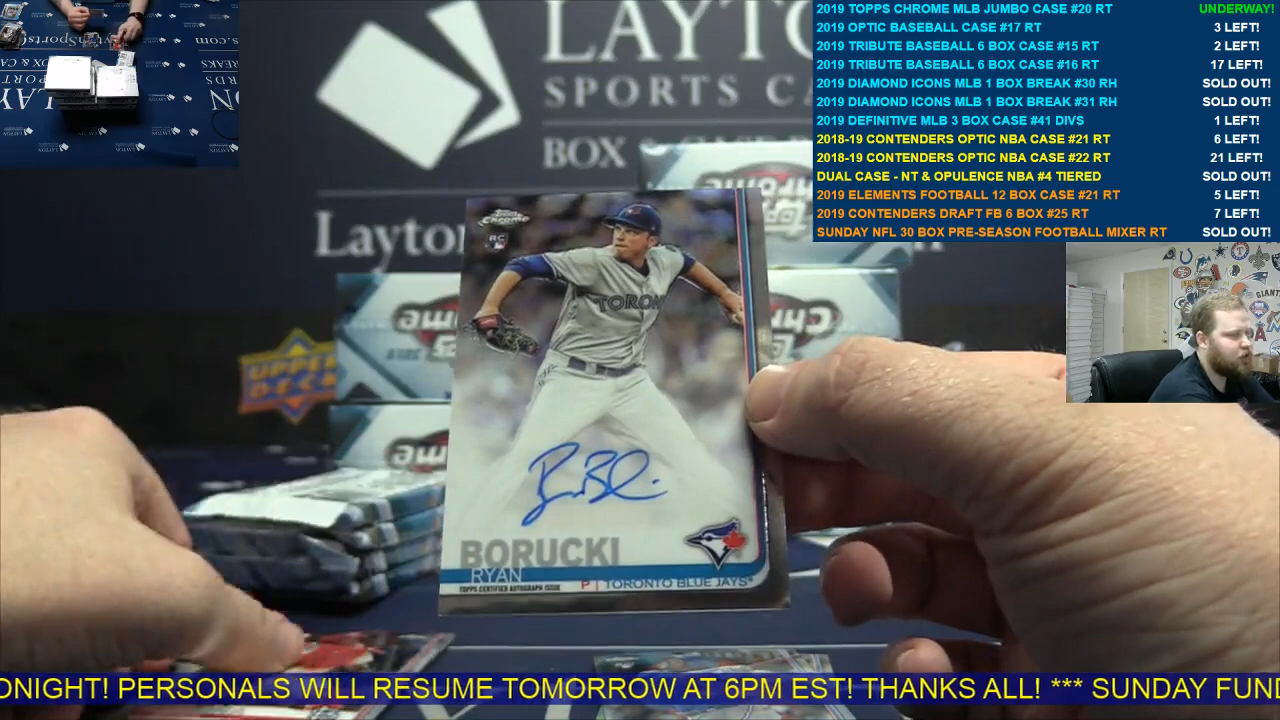 2019 TOPPS CHROME MLB JUMBO CASE #20 RT UNDERWAY!
2019 OPTIC BASEBALL CASE #17 RT 3 LEFT!
2019 TRIBUTE BASEBALL 6 BOX CASE #15 RT 2 LEFT!
2019 TRIBUTE BASEBALL 6 BOX CASE #16 RT 17 LEFT!
2019 DIAMOND ICONS MLB 1 BOX BREAK #30 RH SOLD OUT!
2019 DIAMOND ICONS MLB 1 BOX BREAK #31 RH SOLD OUT!
2019 DEFINITIVE MLB 3 BOX CASE #41 DIVS 1 LEFT!
2018-19 CONTENDERS OPTIC NBA CASE #21 RT 6 LEFT!
2018-19 CONTENDERS OPTIC NBA CASE #22 RT 21 LEFT!
DUAL CASE - NT & OPULENCE NBA #4 TIERED SOLD OUT!
2019 ELEMENTS FOOTBALL 12 BOX CASE #21 RT 5 LEFT!
2019 CONTENDERS DRAFT FB 6 BOX #25 RT 7 LEFT!
SUNDAY NFL 30 BOX PRE-SEASON FOOTBALL MIXER RT SOLD OUT!
LAYTO
SPORTS CA
BOX &
Layton
UPPER
DECK
Topps
Chrome
RC
TORON
BORUCKI
RYAN
TOPPS CERTIFIED AUTOGRAPH ISSUE P | TORONTO BLUE JAYS
ONIGHT! PERSONALS WILL RESUME TOMORROW AT 6PM EST! THANKS ALL! *** SUNDAY FUND